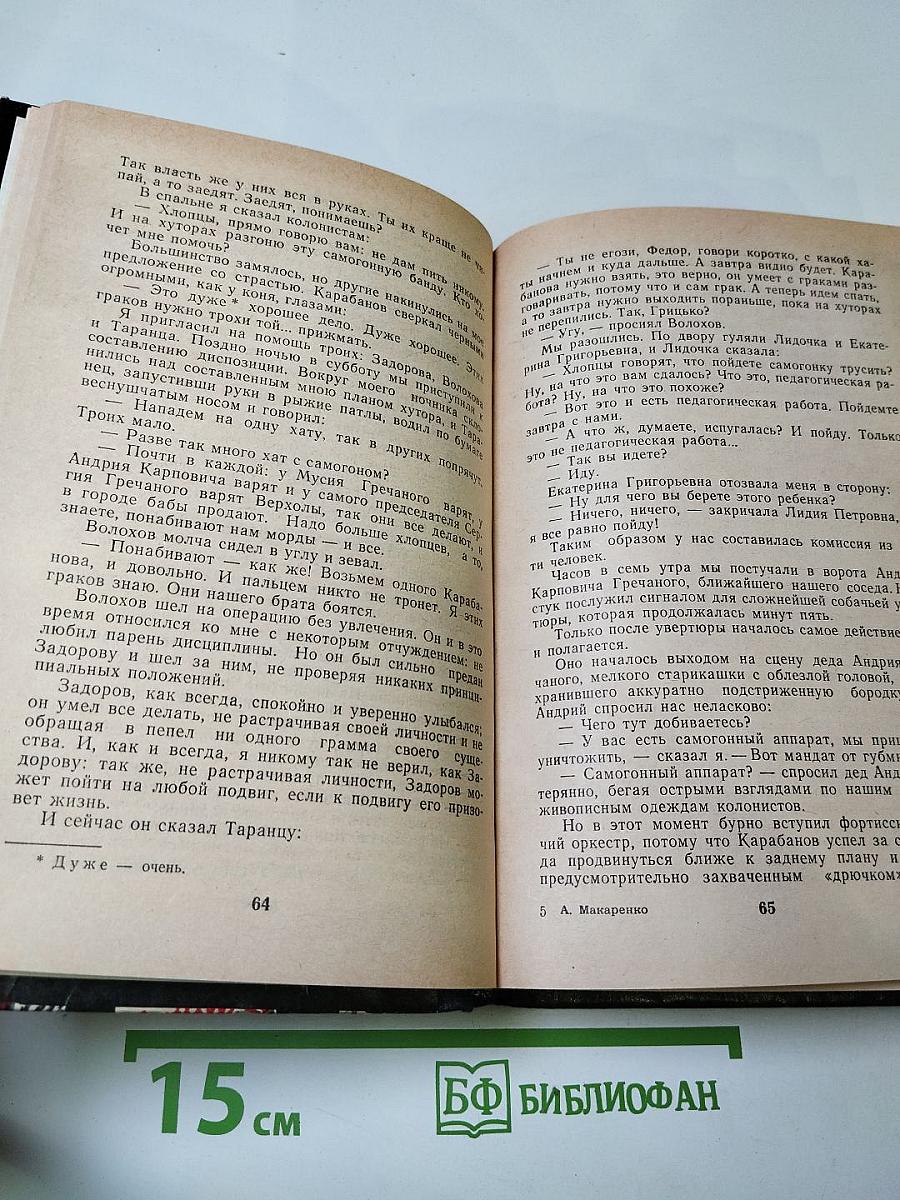 Так власть же у них вся в руках. Ты их краще не чи-
пай, а то заедят. Заедят, понимаешь?
В спальне я сказал колонистам:
— Хлопцы, прямо говорю вам: не дам пить никому.
И на хуторах разгоню эту самогонную банду. Кто хо-
чет мне помочь?
Большинство замялось, но другие накинулись на мое
предложение со страстью. Карабанов сверкал черными
огромными, как у коня, глазами:
— Это дуже * хорошее дело. Дуже хорошее. Этих
граков нужно трохи той... прижмать.
Я пригласил на помощь троих: Задорова, Волохова
и Таранца. Поздно ночью в субботу мы приступили к
составлению диспозиции. Вокруг моего ночника скло-
нились над составленным мною планом хутора, и Тара-
нец, запустивши руки в рыжие патлы, водил по бумаге
веснушчатым носом и говорил:
— Нападем на одну хату, так в других попрячут.
Троих мало.
— Разве так много хат с самогоном?
— Почти в каждой: у Мусия Гречаного варят, у
Андрия Карповича варят и у самого председателя Сер-
гия Гречаного варят. Верхолы, так они все делают, и
в городе бабы продают. Надо больше хлопцев, а то,
знаете, понабивают нам морды — и все.
Волохов молча сидел в углу и зевал.
— Понабивают — как же! Возьмем одного Караба-
нова, и довольно. И пальцем никто не тронет. Я этих
граков знаю. Они нашего брата боятся.
Волохов шел на операцию без увлечения. Он и в это
время относился ко мне с некоторым отчуждением: не
любил парень дисциплины. Но он был сильно предан
Задорову и шел за ним, не проверяя никаких принци-
пиальных положений.
Задоров, как всегда, спокойно и уверенно улыбался;
он умел все делать, не растрачивая своей личности и не
обращая в пепел ни одного грамма своего суще-
ства. И, как и всегда, я никому так не верил, как За-
дорову: так же, не растрачивая личности, Задоров мо-
жет пойти на любой подвиг, если к подвигу его призо-
вет жизнь.
И сейчас он сказал Таранцу:
* Дуже — очень.
64
— Ты не егози, Федор, говори коротко, с какой ха-
ты начнем и куда дальше. А завтра видно будет. Кара-
банова нужно взять, это верно, он умеет с граками раз-
говаривать, потому что и сам грак. А теперь идем спать,
а то завтра нужно выходить пораньше, пока на хуторах
не перепились. Так, Грицько?
— Угу, — просиял Волохов.
Мы разошлись. По двору гуляли Лидочка и Екате-
рина Григорьевна, и Лидочка сказала:
— Хлопцы говорят, что пойдете самогонку трусить?
Ну, на что это вам сдалось? Что это, педагогическая ра-
бота? Ну, на что это похоже?
— Вот это и есть педагогическая работа. Пойдемте
завтра с нами.
— А что ж, думаете, испугалась? И пойду. Только
это не педагогическая работа...
— Так вы идете?
— Иду.
Екатерина Григорьевна отозвала меня в сторону:
— Ну для чего вы берете этого ребенка?
— Ничего, ничего, — закричала Лидия Петровна,
я все равно пойду!
Таким образом у нас составилась комиссия из
ти человек.
Часов в семь утра мы постучали в ворота Анд
Карповича Гречаного, ближайшего нашего соседа.
стук послужил сигналом для сложнейшей собачьей у
тюры, которая продолжалась минут пять.
Только после увертюры началось самое действие
и полагается.
Оно началось выходом на сцену деда Андрия
чаного, мелкого старикашки с облезлой головой,
хранившего аккуратно подстриженную бородку
Андрий спросил нас неласково:
— Чего тут добиваетесь?
— У вас есть самогонный аппарат, мы приш
уничтожить, — сказал я. — Вот мандат от губми
— Самогонный аппарат? — спросил дед Анд
терянно, бегая острыми взглядами по нашим
живописным одеждам колонистов.
Но в этот момент бурно вступил фортисси
чий оркестр, потому что Карабанов успел за с
да продвинуться ближе к заднему плану и
предусмотрительно захваченным «дрючком»
5 А. Макаренко
65
15 см
БФ БИБЛИОФАН